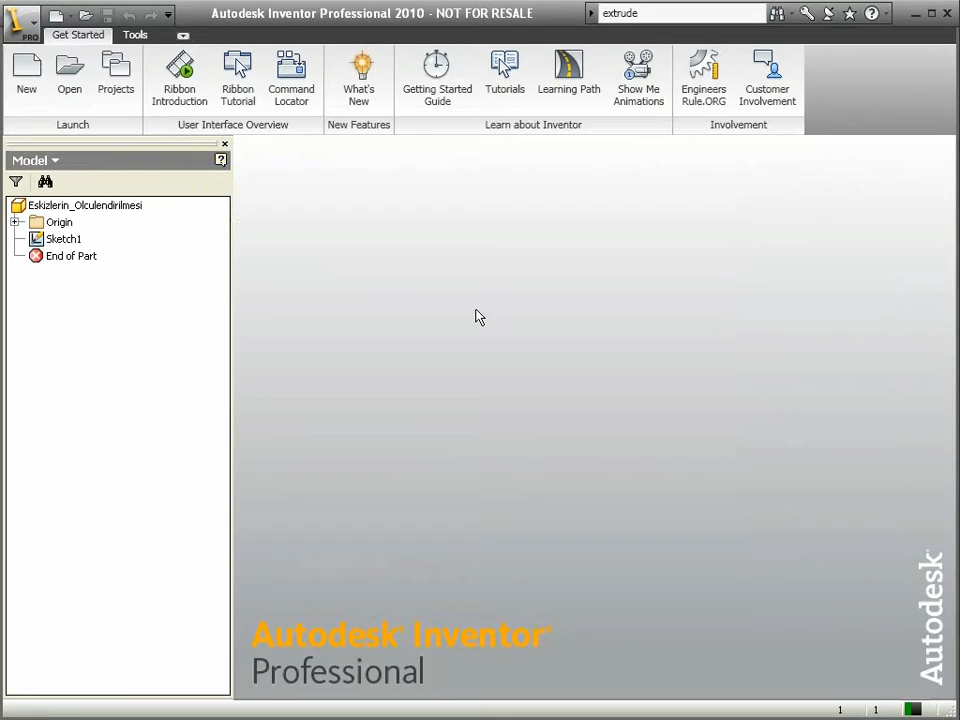 Autodesk Inventor Professional 2010 - NOT FOR RESALE
extrude
PRO
Get Started Tools
New Open Projects Ribbon Introduction Ribbon Tutorial Command Locator What's New Getting Started Guide Tutorials Learning Path Show Me Animations Engineers Rule.ORG Customer Involvement
Launch User Interface Overview New Features Learn about Inventor Involvement
Model
Eskizlerin_Olculendirilmesi
Origin
Sketch1
End of Part
Autodesk® Inventor®
Professional
Autodesk®
1 1